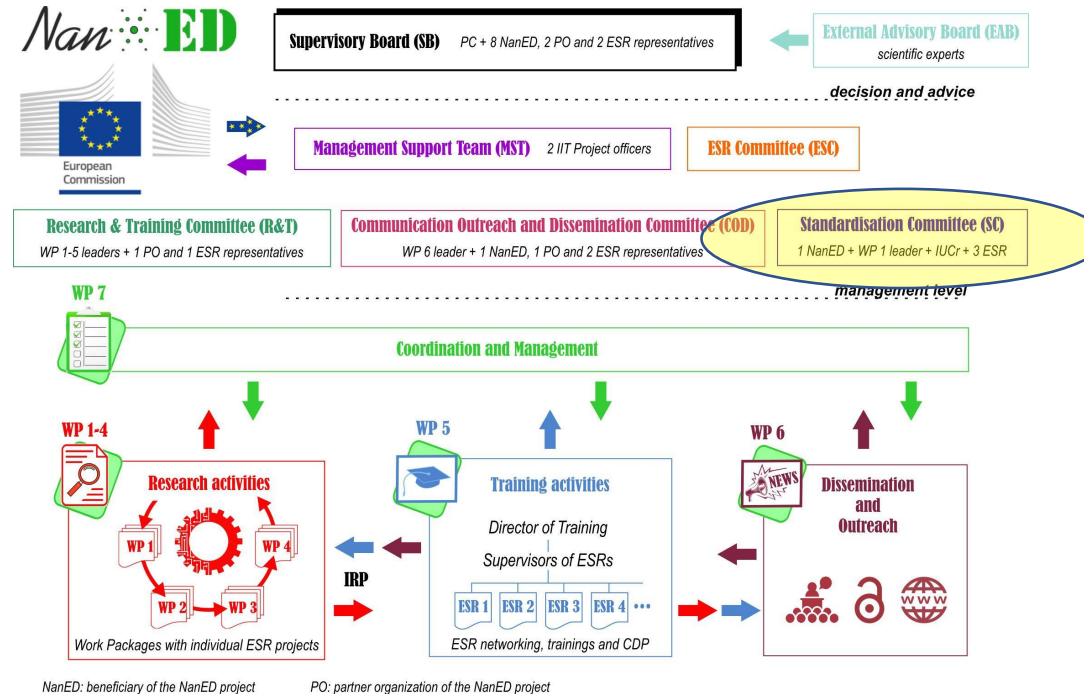 NanED
Supervisory Board (SB) PC + 8 NanED, 2 PO and 2 ESR representatives
External Advisory Board (EAB)
scientific experts
decision and advice
European
Commission
Management Support Team (MST) 2 IIT Project officers
ESR Committee (ESC)
Research & Training Committee (R&T)
WP 1-5 leaders + 1 PO and 1 ESR representatives
Communication Outreach and Dissemination Committee (COD)
WP 6 leader + 1 NanED, 1 PO and 2 ESR representatives
Standardisation Committee (SC)
1 NanED + WP 1 leader + IUCr + 3 ESR
management level
WP 7
Coordination and Management
WP 1-4
Research activities
WP 1
WP 4
WP 2
WP 3
Work Packages with individual ESR projects
IRP
WP 5
Training activities
Director of Training
Supervisors of ESRs
ESR 1 ESR 2 ESR 3 ESR 4 •••
ESR networking, trainings and CDP
WP 6
NEWS
Dissemination
and
Outreach
WWW
NanED: beneficiary of the NanED project
PO: partner organization of the NanED project